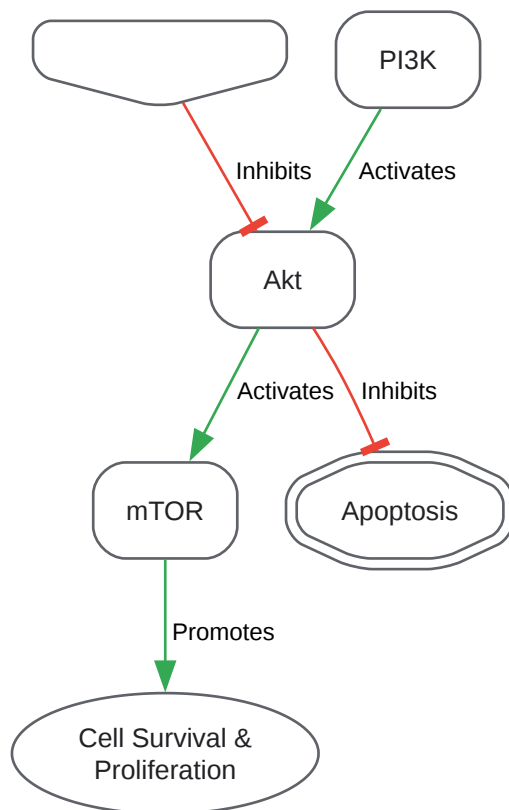 PI3K
Inhibits
Activates
Akt
Activates
Inhibits
mTOR
Apoptosis
Promotes
Cell Survival &
Proliferation